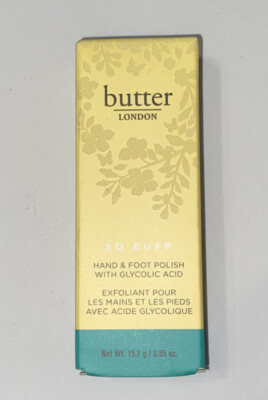 butter
LONDON
SO BUFF
HAND & FOOT POLISH
WITH GLYCOLIC ACID
EXFOLIANT POUR
LES MAINS ET LES PIEDS
AVEC ACIDE GLYCOLIQUE
Net Wt. 15.7 g / 0.55 oz.